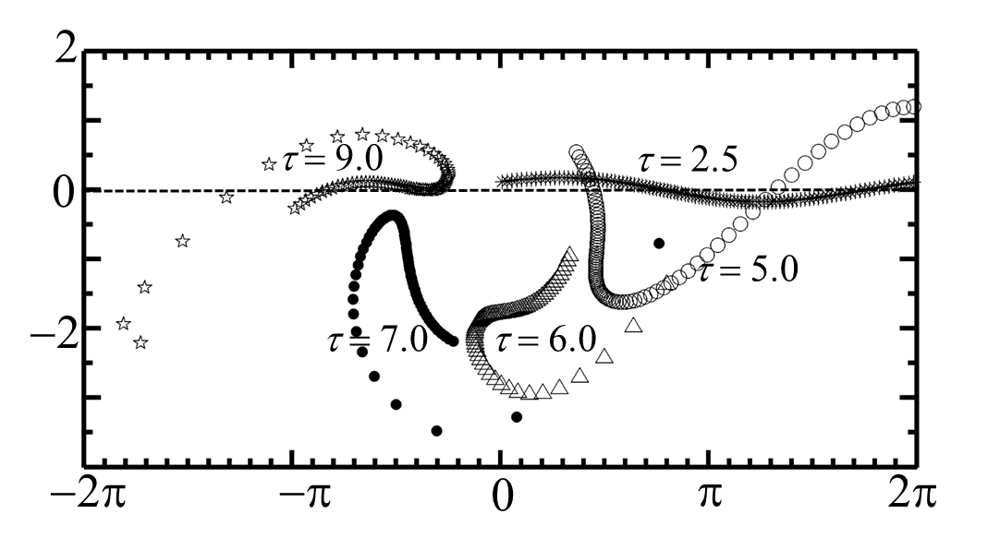 2
τ = 9.0
τ = 2.5
0
τ = 5.0
−2
τ = 7.0
τ = 6.0
−2π
−π
0
π
2π